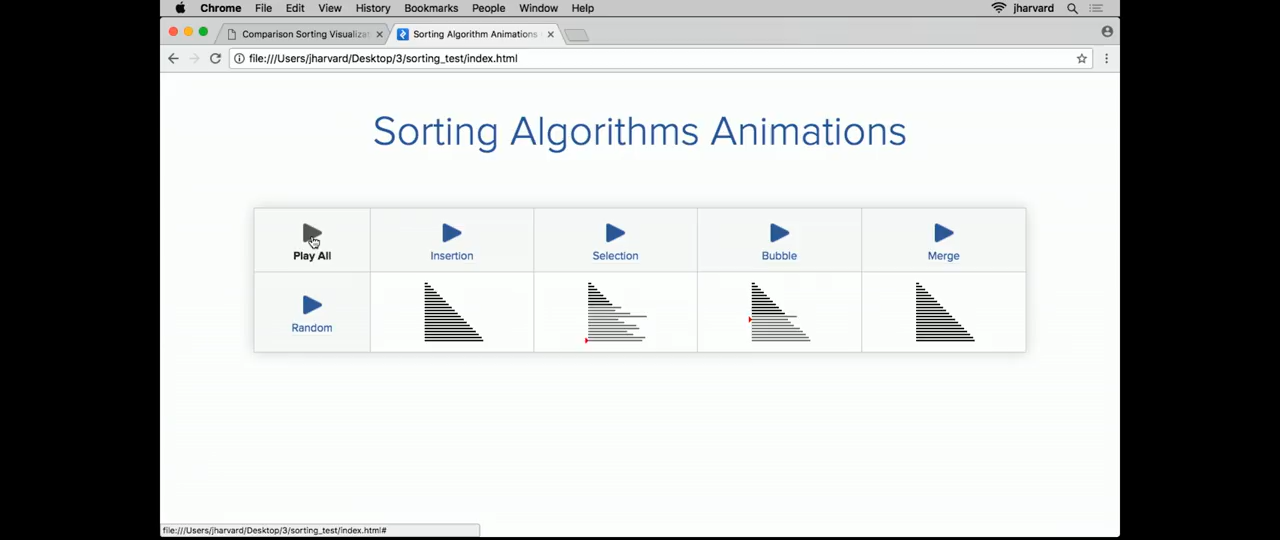 Chrome File Edit View History Bookmarks People Window Help jharvard
Comparison Sorting Visualizat Sorting Algorithm Animations
file:///Users/jharvard/Desktop/3/sorting_test/index.html
Sorting Algorithms Animations
Play All Insertion Selection Bubble Merge
Random
file:///Users/jharvard/Desktop/3/sorting_test/index.html#